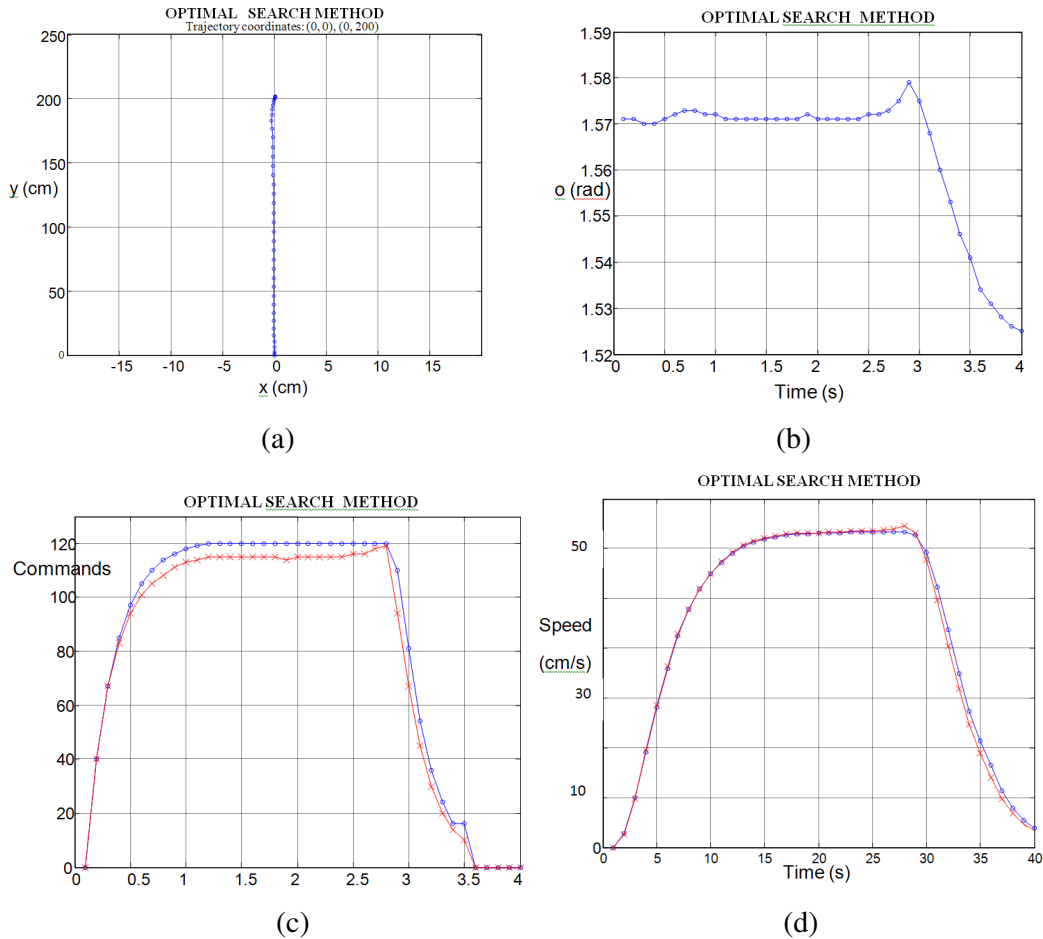 OPTIMAL SEARCH METHOD
Trajectory coordinates: (0, 0), (0, 200)
250
200
150
y (cm)
100
50
0
-15 -10 -5 0 5 10 15
x (cm)
(a)
OPTIMAL SEARCH METHOD
1.59
1.58
1.57
1.56
o (rad)
1.55
1.54
1.53
1.52
0 0.5 1 1.5 2 2.5 3 3.5 4
Time (s)
(b)
OPTIMAL SEARCH METHOD
120
Commands
100
80
60
40
20
0
0 0.5 1 1.5 2 2.5 3 3.5 4
(c)
OPTIMAL SEARCH METHOD
50
Speed
(cm/s)
30
10
0
0 5 10 15 20 25 30 35 40
Time (s)
(d)